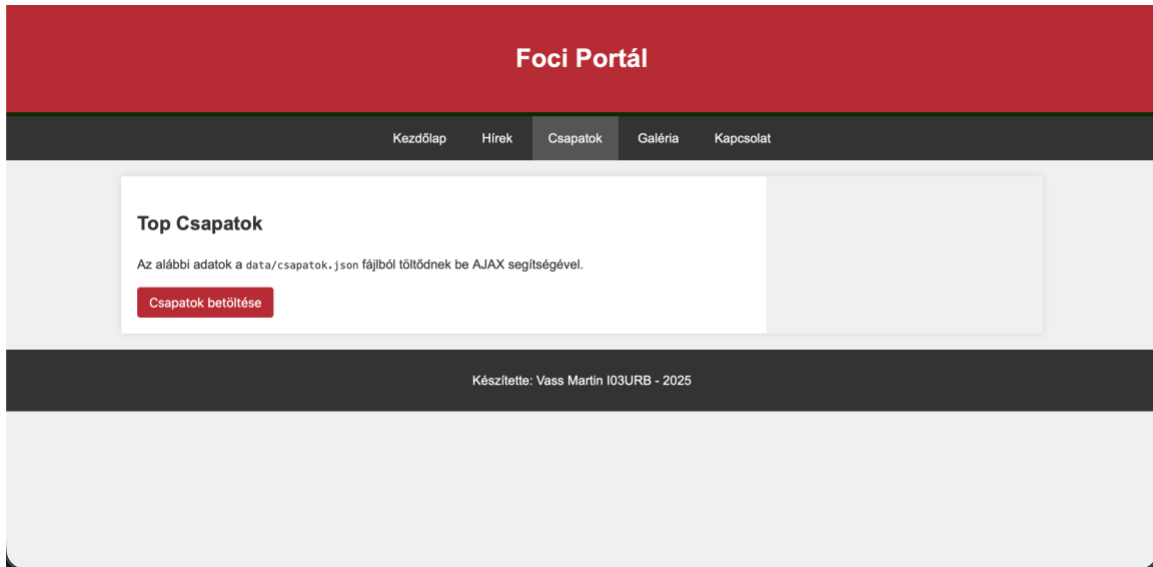 Foci Portál
Kezdőlap Hírek Csapatok Galéria Kapcsolat
Top Csapatok
Az alábbi adatok a data/csapatok.json fájlból töltődnek be AJAX segítségével.
Csapatok betöltése
Készítette: Vass Martin I03URB - 2025